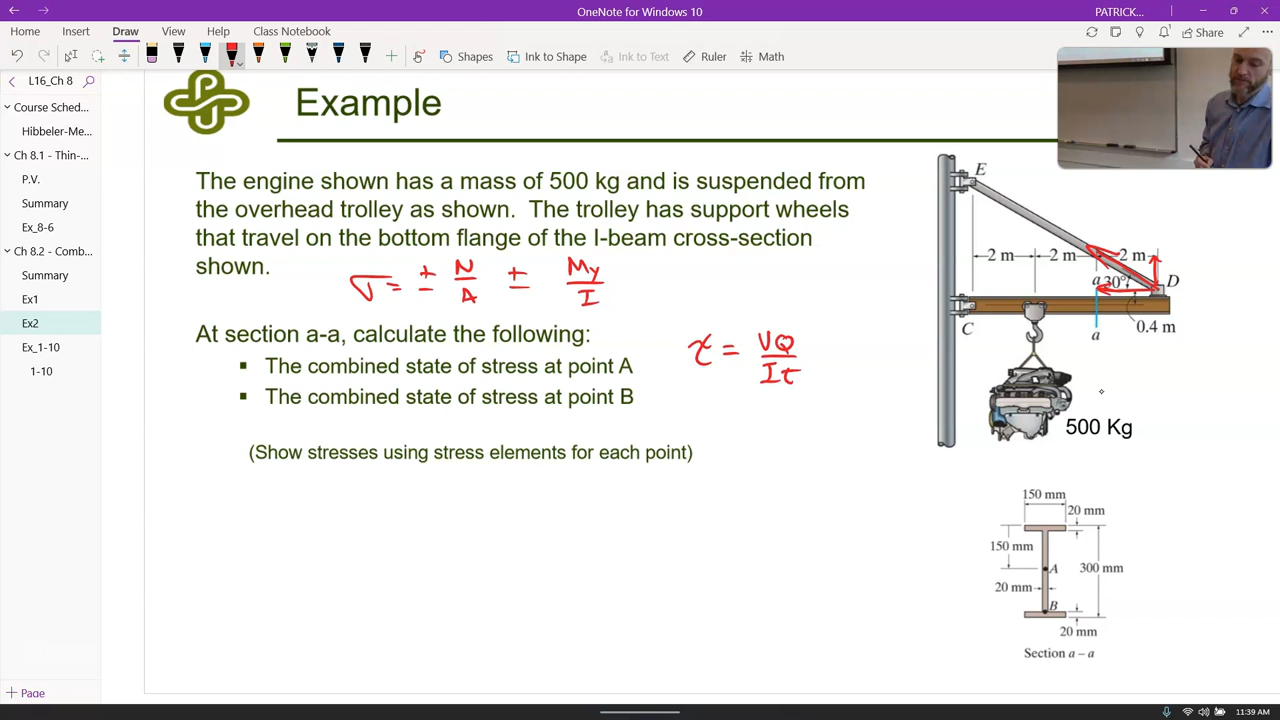 OneNote for Windows 10
PATRICK...
Home Insert Draw View History Help Class Notebook
Share
Shapes Ink to Shape Ink to Text Ruler Math
L16_Ch 8
Course Sched...
Hibbeler-Me...
Ch 8.1 - Thin-...
P.V.
Summary
Ex_8-6
Ch 8.2 - Comb...
Summary
Ex1
Ex2
Ex_1-10
1-10
Page
Example
The engine shown has a mass of 500 kg and is suspended from
the overhead trolley as shown. The trolley has support wheels
that travel on the bottom flange of the I-beam cross-section
shown.
σ = ± N/A ± My/I
At section a-a, calculate the following:
▪ The combined state of stress at point A
▪ The combined state of stress at point B
τ = VQ/It
(Show stresses using stress elements for each point)
E
2 m 2 m 2 m
a 30° D
C
0.4 m
a
500 Kg
150 mm
20 mm
150 mm
A 300 mm
20 mm
B
20 mm
Section a – a
11:39 AM